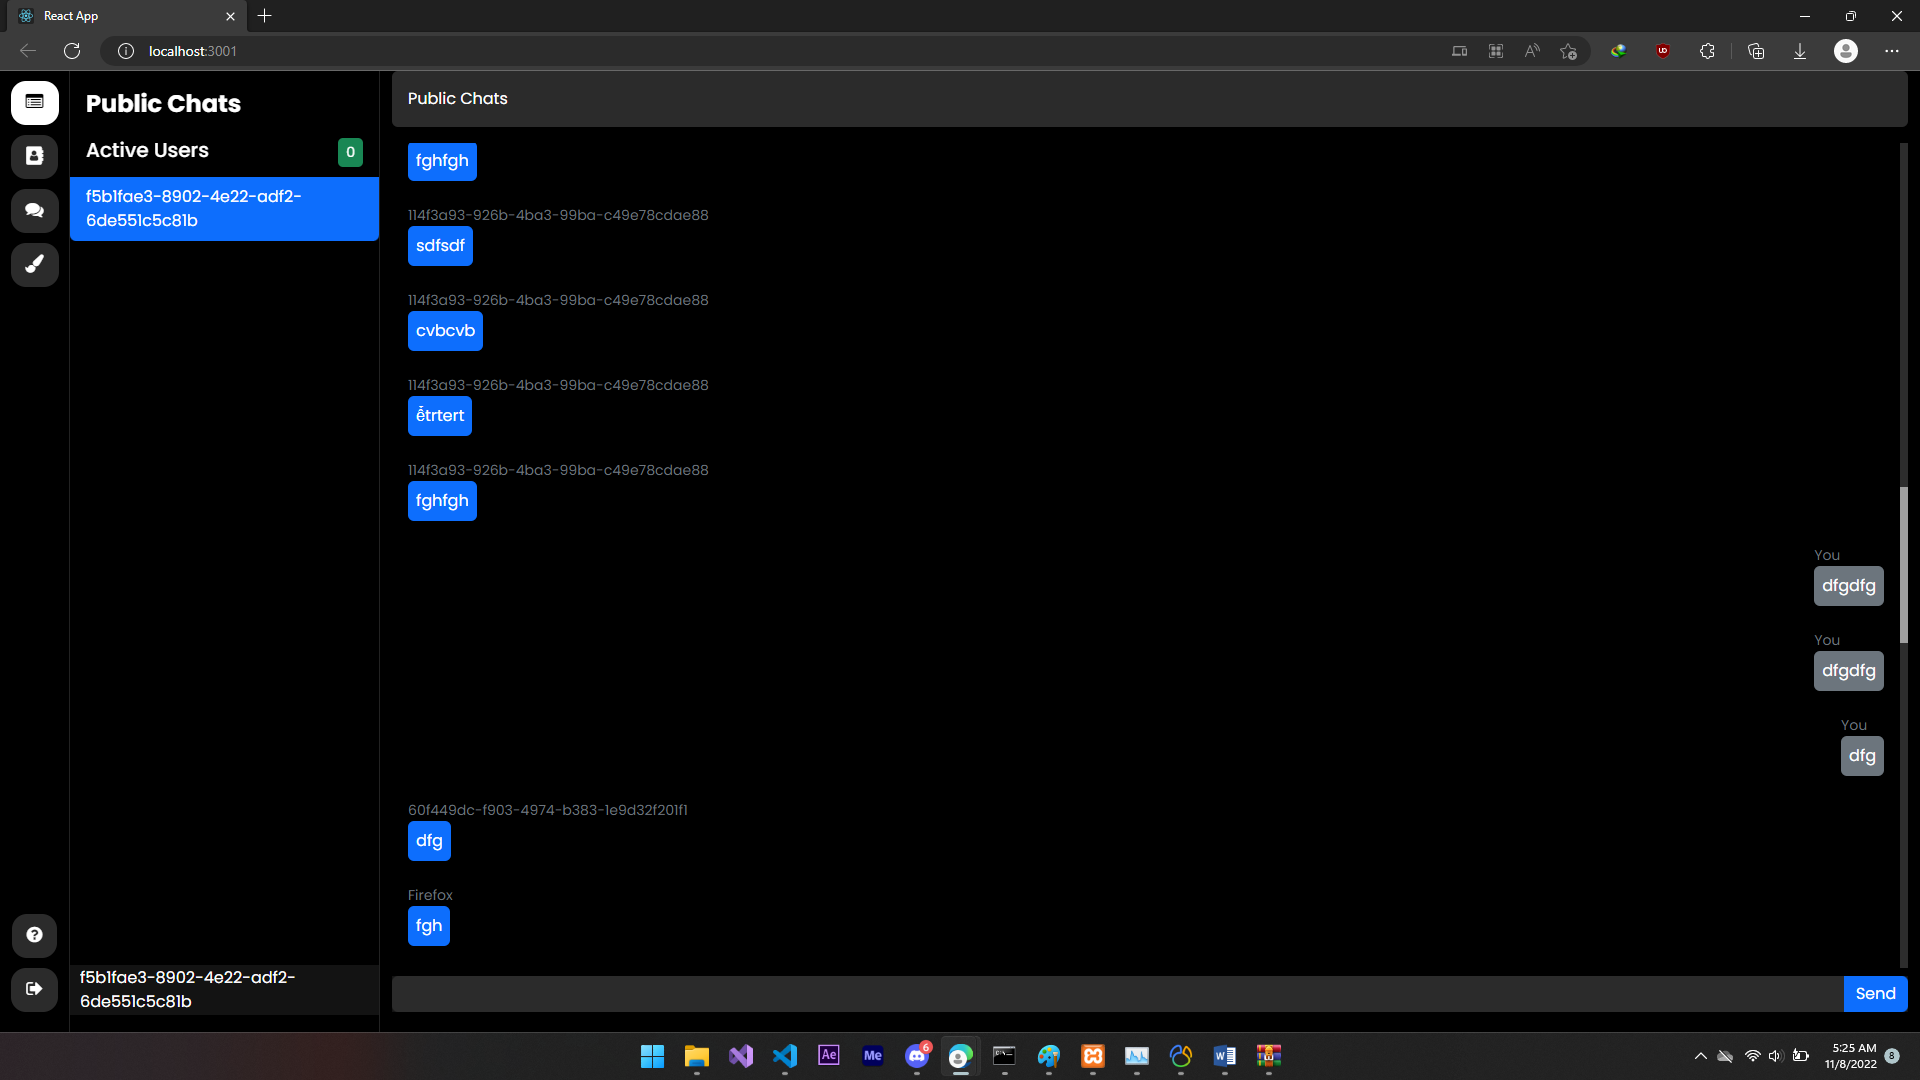 React App
localhost:3001
Public Chats
Active Users
0
f5b1fae3-8902-4e22-adf2-
6de551c5c81b
f5b1fae3-8902-4e22-adf2-
6de551c5c81b
Public Chats
fghfgh
114f3a93-926b-4ba3-99ba-c49e78cdae88
sdfsdf
114f3a93-926b-4ba3-99ba-c49e78cdae88
cvbcvb
114f3a93-926b-4ba3-99ba-c49e78cdae88
ễtrtert
114f3a93-926b-4ba3-99ba-c49e78cdae88
fghfgh
You
dfgdfg
You
dfgdfg
You
dfg
60f449dc-f903-4974-b383-1e9d32f201f1
dfg
Firefox
fgh
Send
Ae
Me
6
5:25 AM
11/8/2022
8